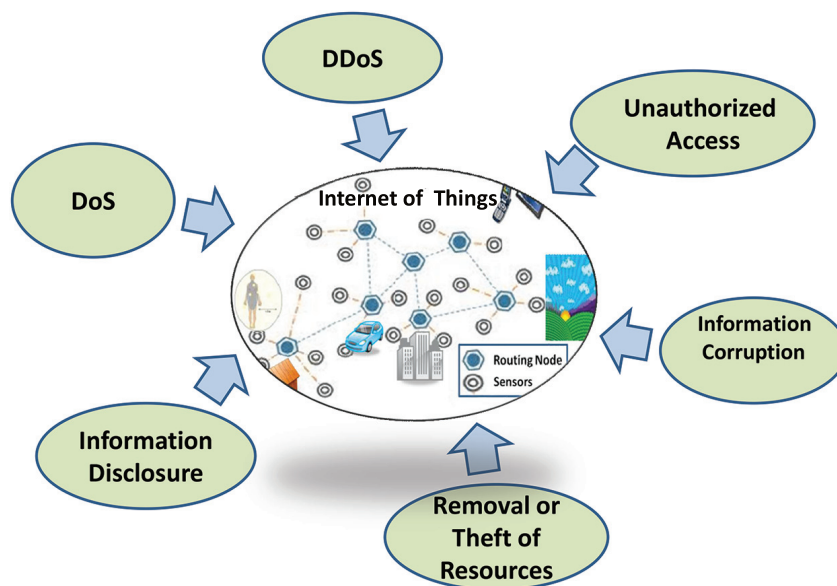 DDoS
Unauthorized
Access
DoS
Internet of Things
Information
Corruption
Routing Node
Sensors
Information
Disclosure
Removal or
Theft of
Resources